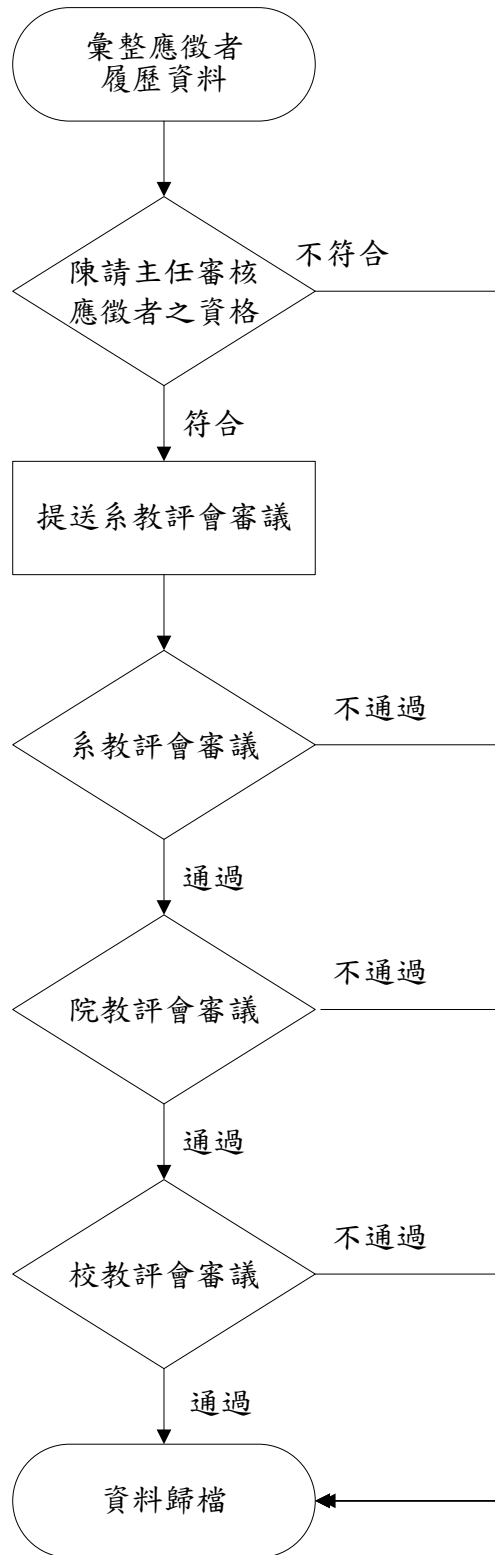 彙整應徵者
履歷資料
不符合
陳請主任審核
應徵者之資格
符合
提送系教評會審議
不通過
系教評會審議
通過
不通過
院教評會審議
通過
不通過
校教評會審議
通過
資料歸檔